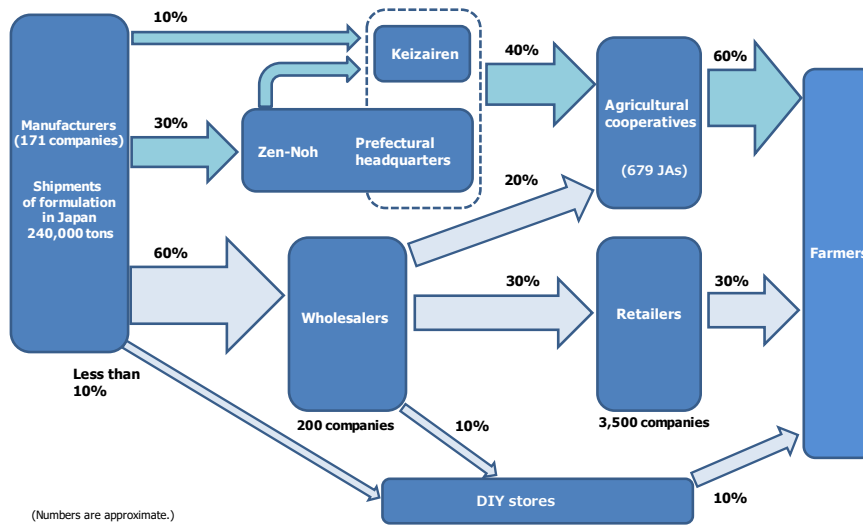 10%
Keizairen
40%
60%
Manufacturers
(171 companies)
Shipments
of formulation
in Japan
240,000 tons
30%
Zen-Noh
Prefectural
headquarters
Agricultural
cooperatives
(679 JAs)
20%
60%
Wholesalers
30%
Retailers
30%
Farmers
Less than
10%
200 companies
10%
3,500 companies
DIY stores
10%
(Numbers are approximate.)